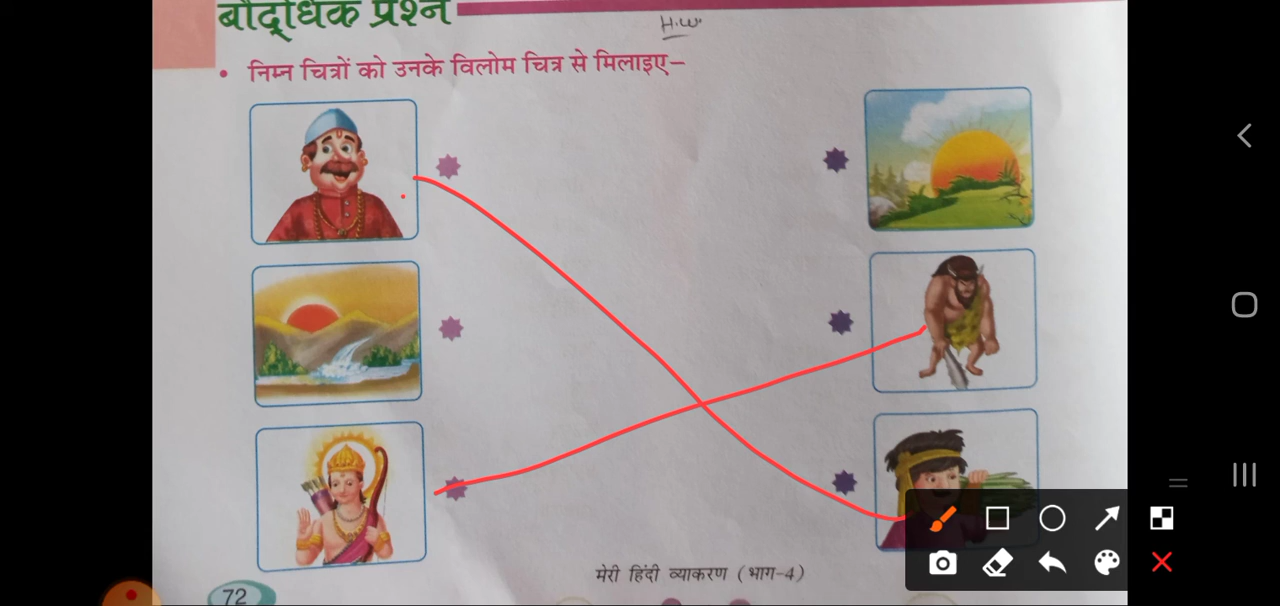 बौद्धिक प्रश्न
H.W.
• निम्न चित्रों को उनके विलोम चित्र से मिलाइए–
मेरी हिंदी व्याकरण (भाग-4)
72